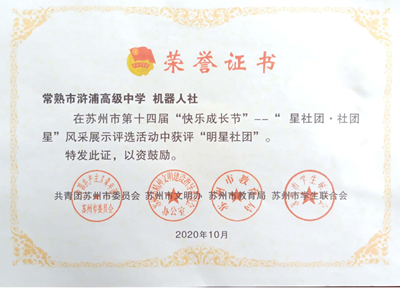 荣誉证书
常熟市浒浦高级中学 机器人社
在苏州市第十四届“快乐成长节”--“ 星社团·社团
星”风采展示评选活动中获评“明星社团”。
特发此证，以资鼓励。
共青团苏州市委员会 苏州市文明办 苏州市教育局 苏州市学生联合会
2020年10月